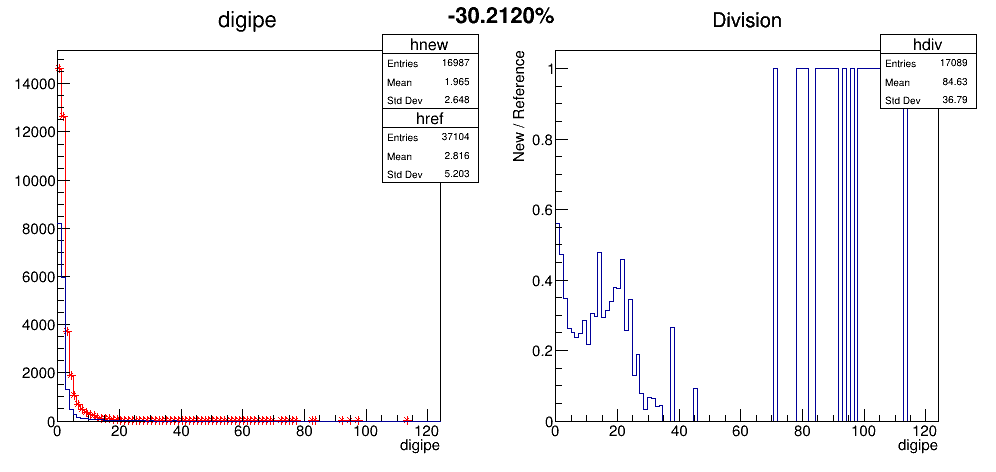 -30.2120%
digipe
hnew
Entries 16987
Mean 1.965
Std Dev 2.648
href
Entries 37104
Mean 2.816
Std Dev 5.203
14000
12000
10000
8000
6000
4000
2000
0
0 20 40 60 80 100 120
digipe
Division
hdiv
Entries 17089
Mean 84.63
Std Dev 36.79
New / Reference
1
0.8
0.6
0.4
0.2
0
0 20 40 60 80 100 120
digipe